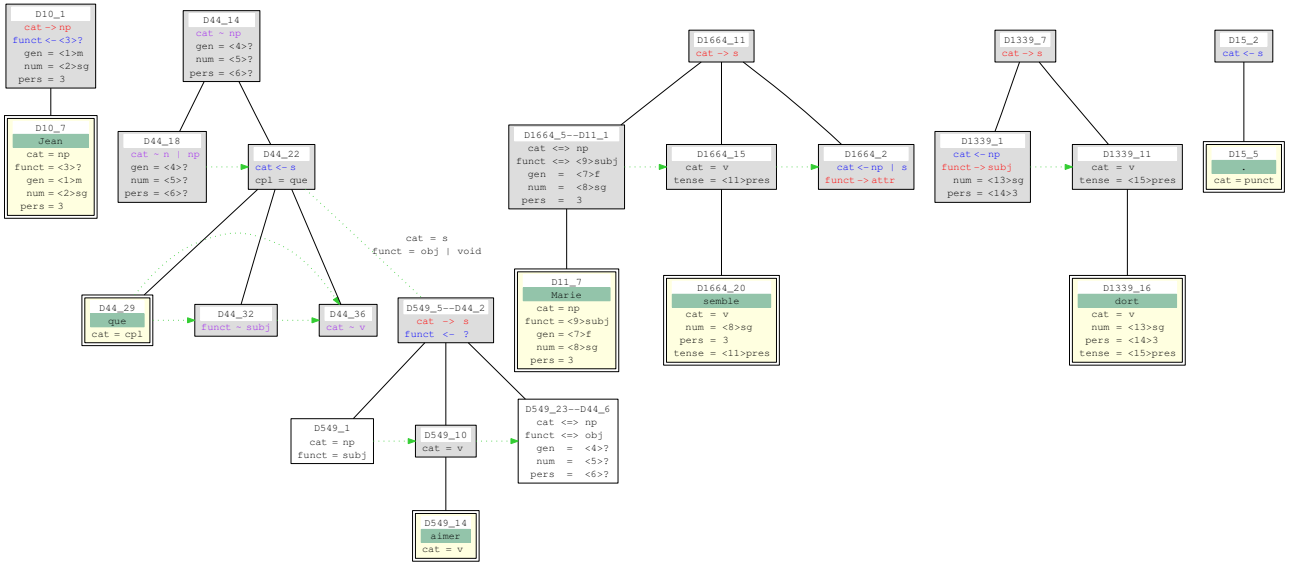 D10_1
cat -> np
funct <- <3>?
gen = <1>m
num = <2>sg
pers = 3
D10_7
Jean
cat = np
funct = <3>?
gen = <1>m
num = <2>sg
pers = 3
D44_14
cat ~ np
gen = <4>?
num = <5>?
pers = <6>?
D44_18
cat ~ n | np
gen = <4>?
num = <5>?
pers = <6>?
D44_22
cat <- s
cpl = que
D44_29
que
cat = cpl
D44_32
funct ~ subj
D44_36
cat ~ v
cat = s
funct = obj | void
D549_5--D44_2
cat -> s
funct <- ?
D549_1
cat = np
funct = subj
D549_10
cat = v
D549_23--D44_6
cat <=> np
funct <=> obj
gen = <4>?
num = <5>?
pers = <6>?
D549_14
aimer
cat = v
D1664_11
cat -> s
D1664_5--D11_1
cat <=> np
funct <=> <9>subj
gen = <7>f
num = <8>sg
pers = 3
D1664_15
cat = v
tense = <11>pres
D1664_2
cat <- np | s
funct -> attr
D11_7
Marie
cat = np
funct = <9>subj
gen = <7>f
num = <8>sg
pers = 3
D1664_20
semble
cat = v
num = <8>sg
pers = 3
tense = <11>pres
D1339_7
cat -> s
D1339_1
cat <- np
funct -> subj
num = <13>sg
pers = <14>3
D1339_11
cat = v
tense = <15>pres
D1339_16
dort
cat = v
num = <13>sg
pers = <14>3
tense = <15>pres
D15_2
cat <- s
D15_5
.
cat = punct